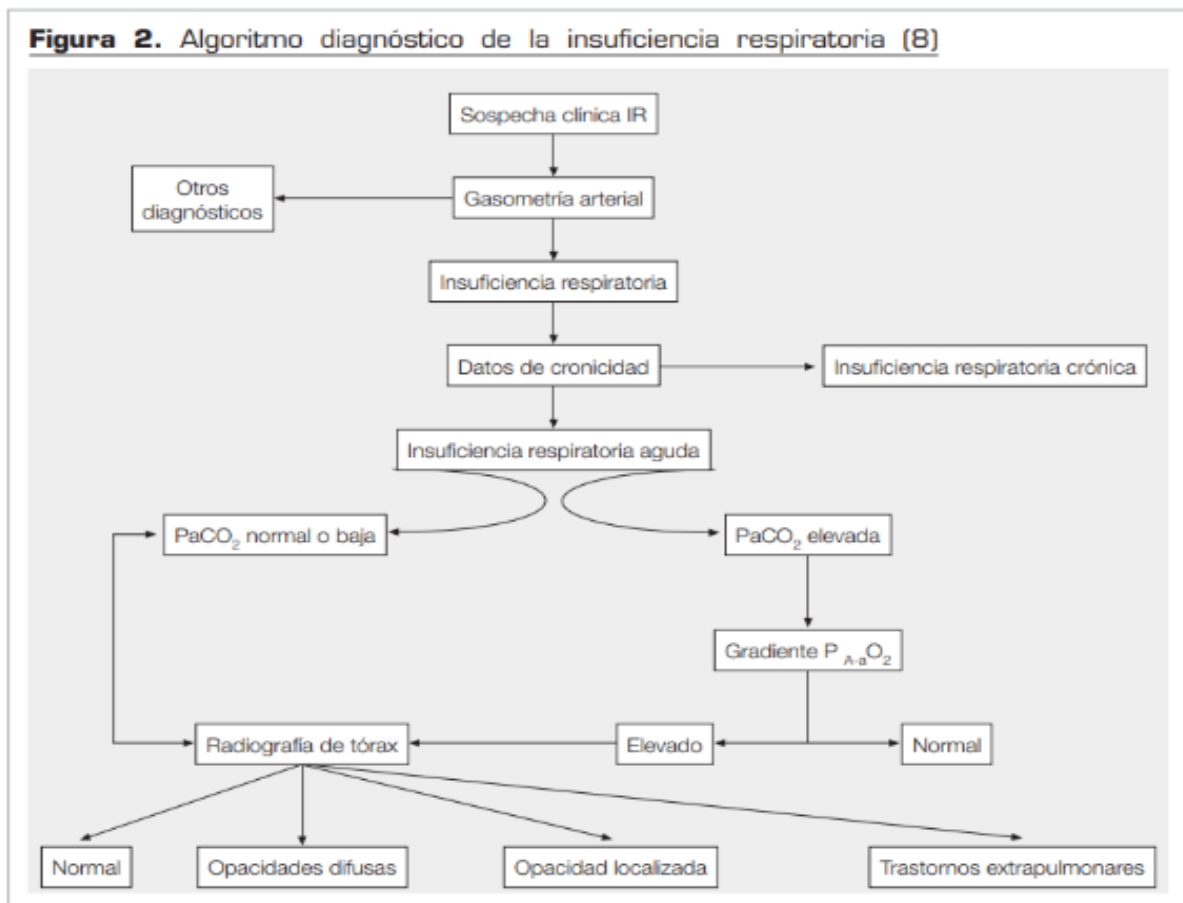 Figura 2. Algoritmo diagnóstico de la insuficiencia respiratoria (8)
Sospecha clínica IR
Otros
diagnósticos
Gasometría arterial
Insuficiencia respiratoria
Datos de cronicidad
Insuficiencia respiratoria crónica
Insuficiencia respiratoria aguda
PaCO₂ normal o baja
PaCO₂ elevada
Gradiente P A-aO₂
Radiografía de tórax
Elevado
Normal
Normal
Opacidades difusas
Opacidad localizada
Trastornos extrapulmonares